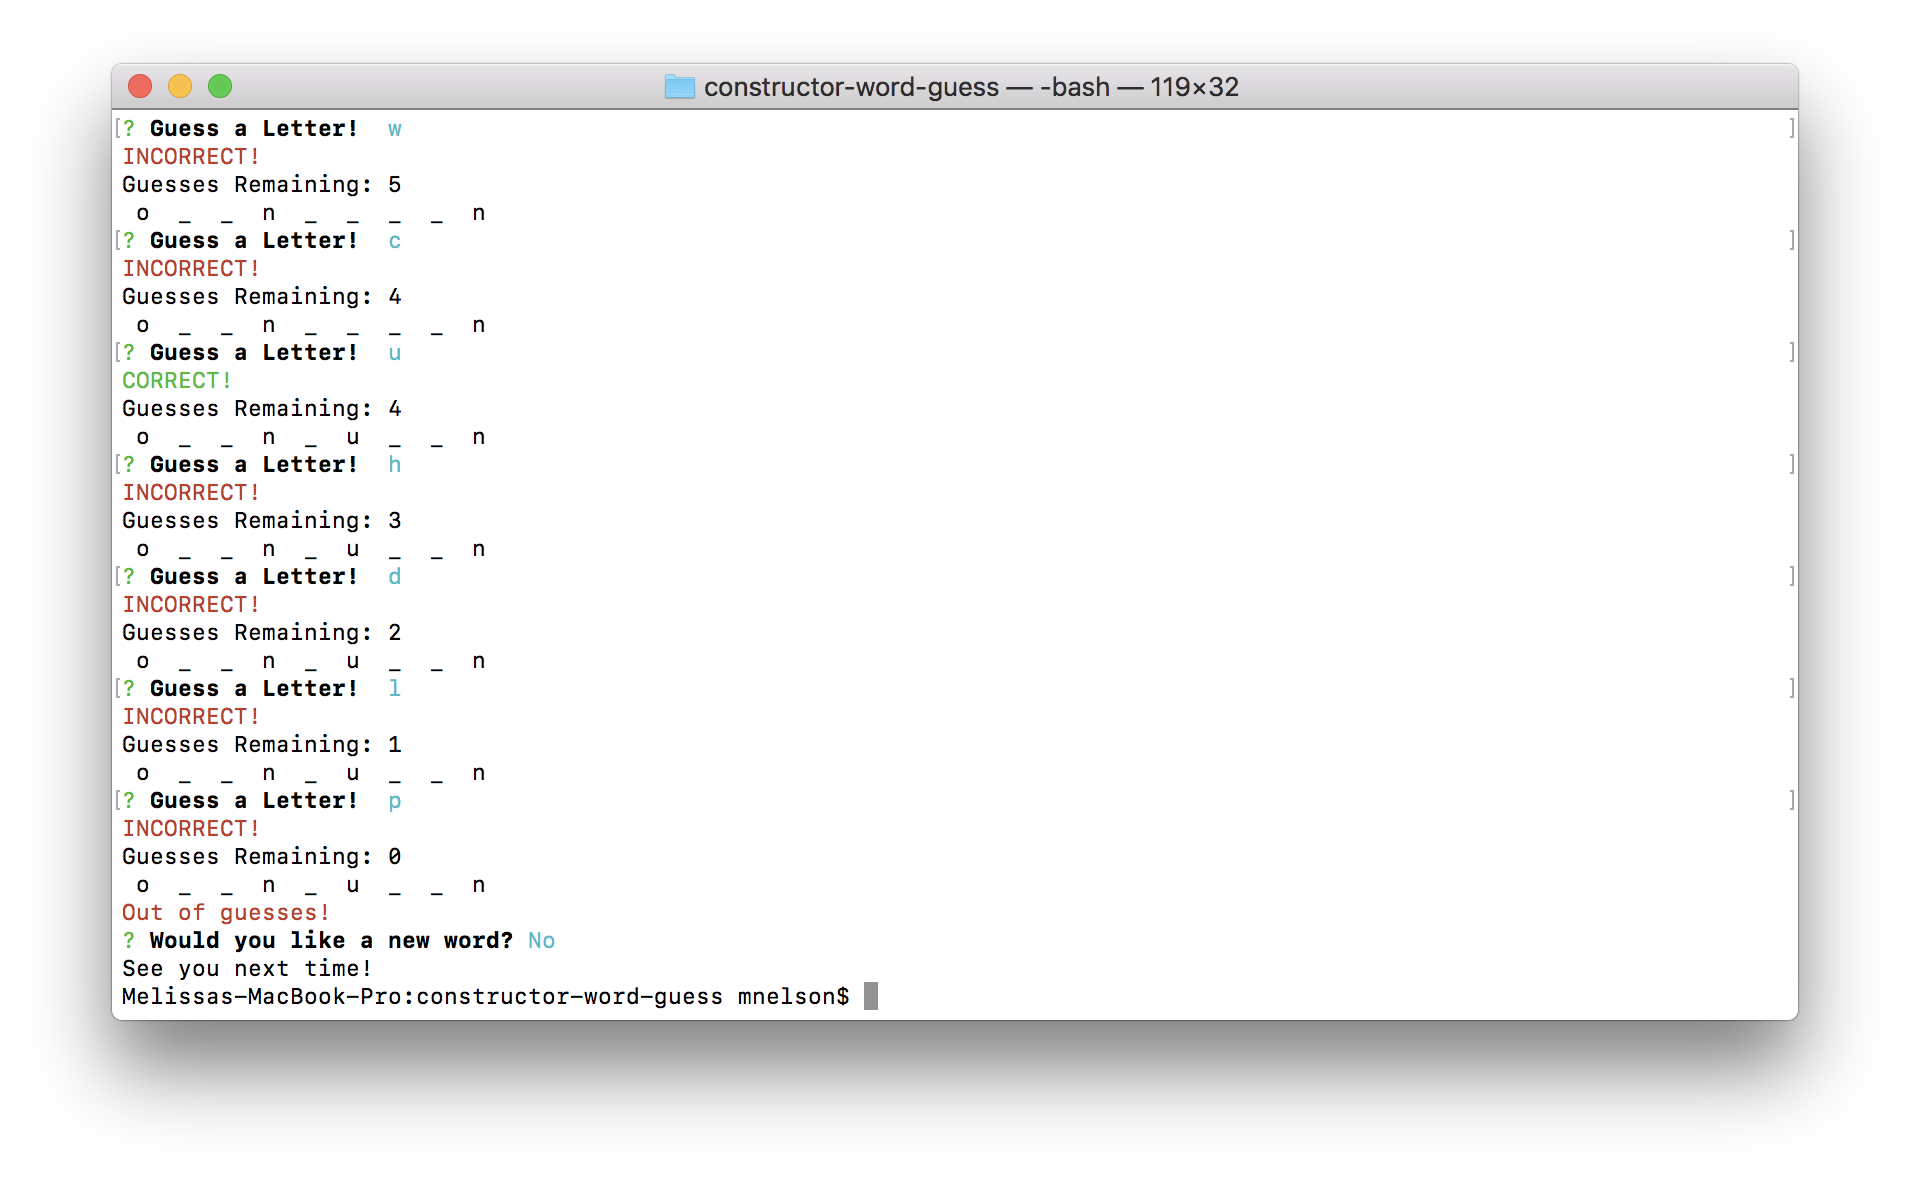 constructor-word-guess — -bash — 119×32
[? Guess a Letter!  w ]
INCORRECT!
Guesses Remaining: 5
 o  _  _  n  _  _  _  _  n
[? Guess a Letter!  c ]
INCORRECT!
Guesses Remaining: 4
 o  _  _  n  _  _  _  _  n
[? Guess a Letter!  u ]
CORRECT!
Guesses Remaining: 4
 o  _  _  n  _  u  _  _  n
[? Guess a Letter!  h ]
INCORRECT!
Guesses Remaining: 3
 o  _  _  n  _  u  _  _  n
[? Guess a Letter!  d ]
INCORRECT!
Guesses Remaining: 2
 o  _  _  n  _  u  _  _  n
[? Guess a Letter!  l ]
INCORRECT!
Guesses Remaining: 1
 o  _  _  n  _  u  _  _  n
[? Guess a Letter!  p ]
INCORRECT!
Guesses Remaining: 0
 o  _  _  n  _  u  _  _  n
Out of guesses!
? Would you like a new word? No
See you next time!
Melissas-MacBook-Pro:constructor-word-guess mnelson$